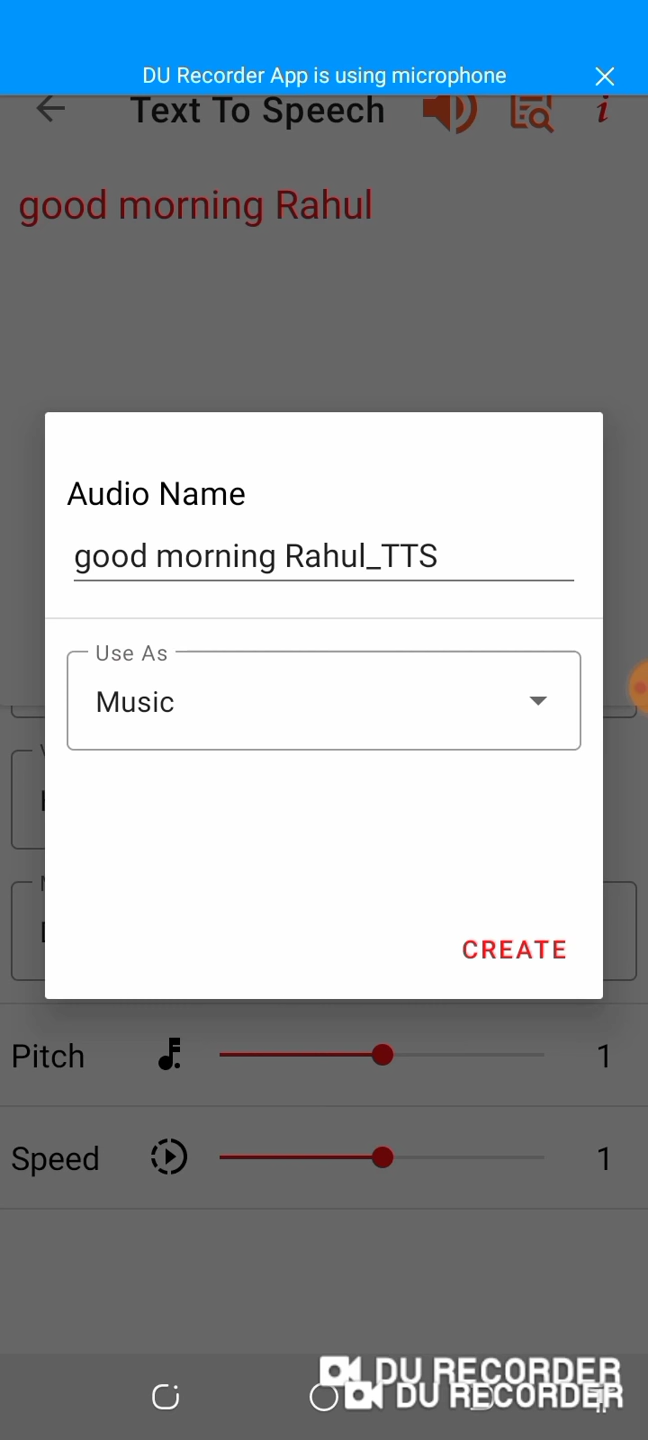 DU Recorder App is using microphone
Text To Speech
good morning Rahul
Audio Name
good morning Rahul_TTS
Use As
Music
CREATE
Pitch
1
Speed
1
DU RECORDER
DU RECORDER